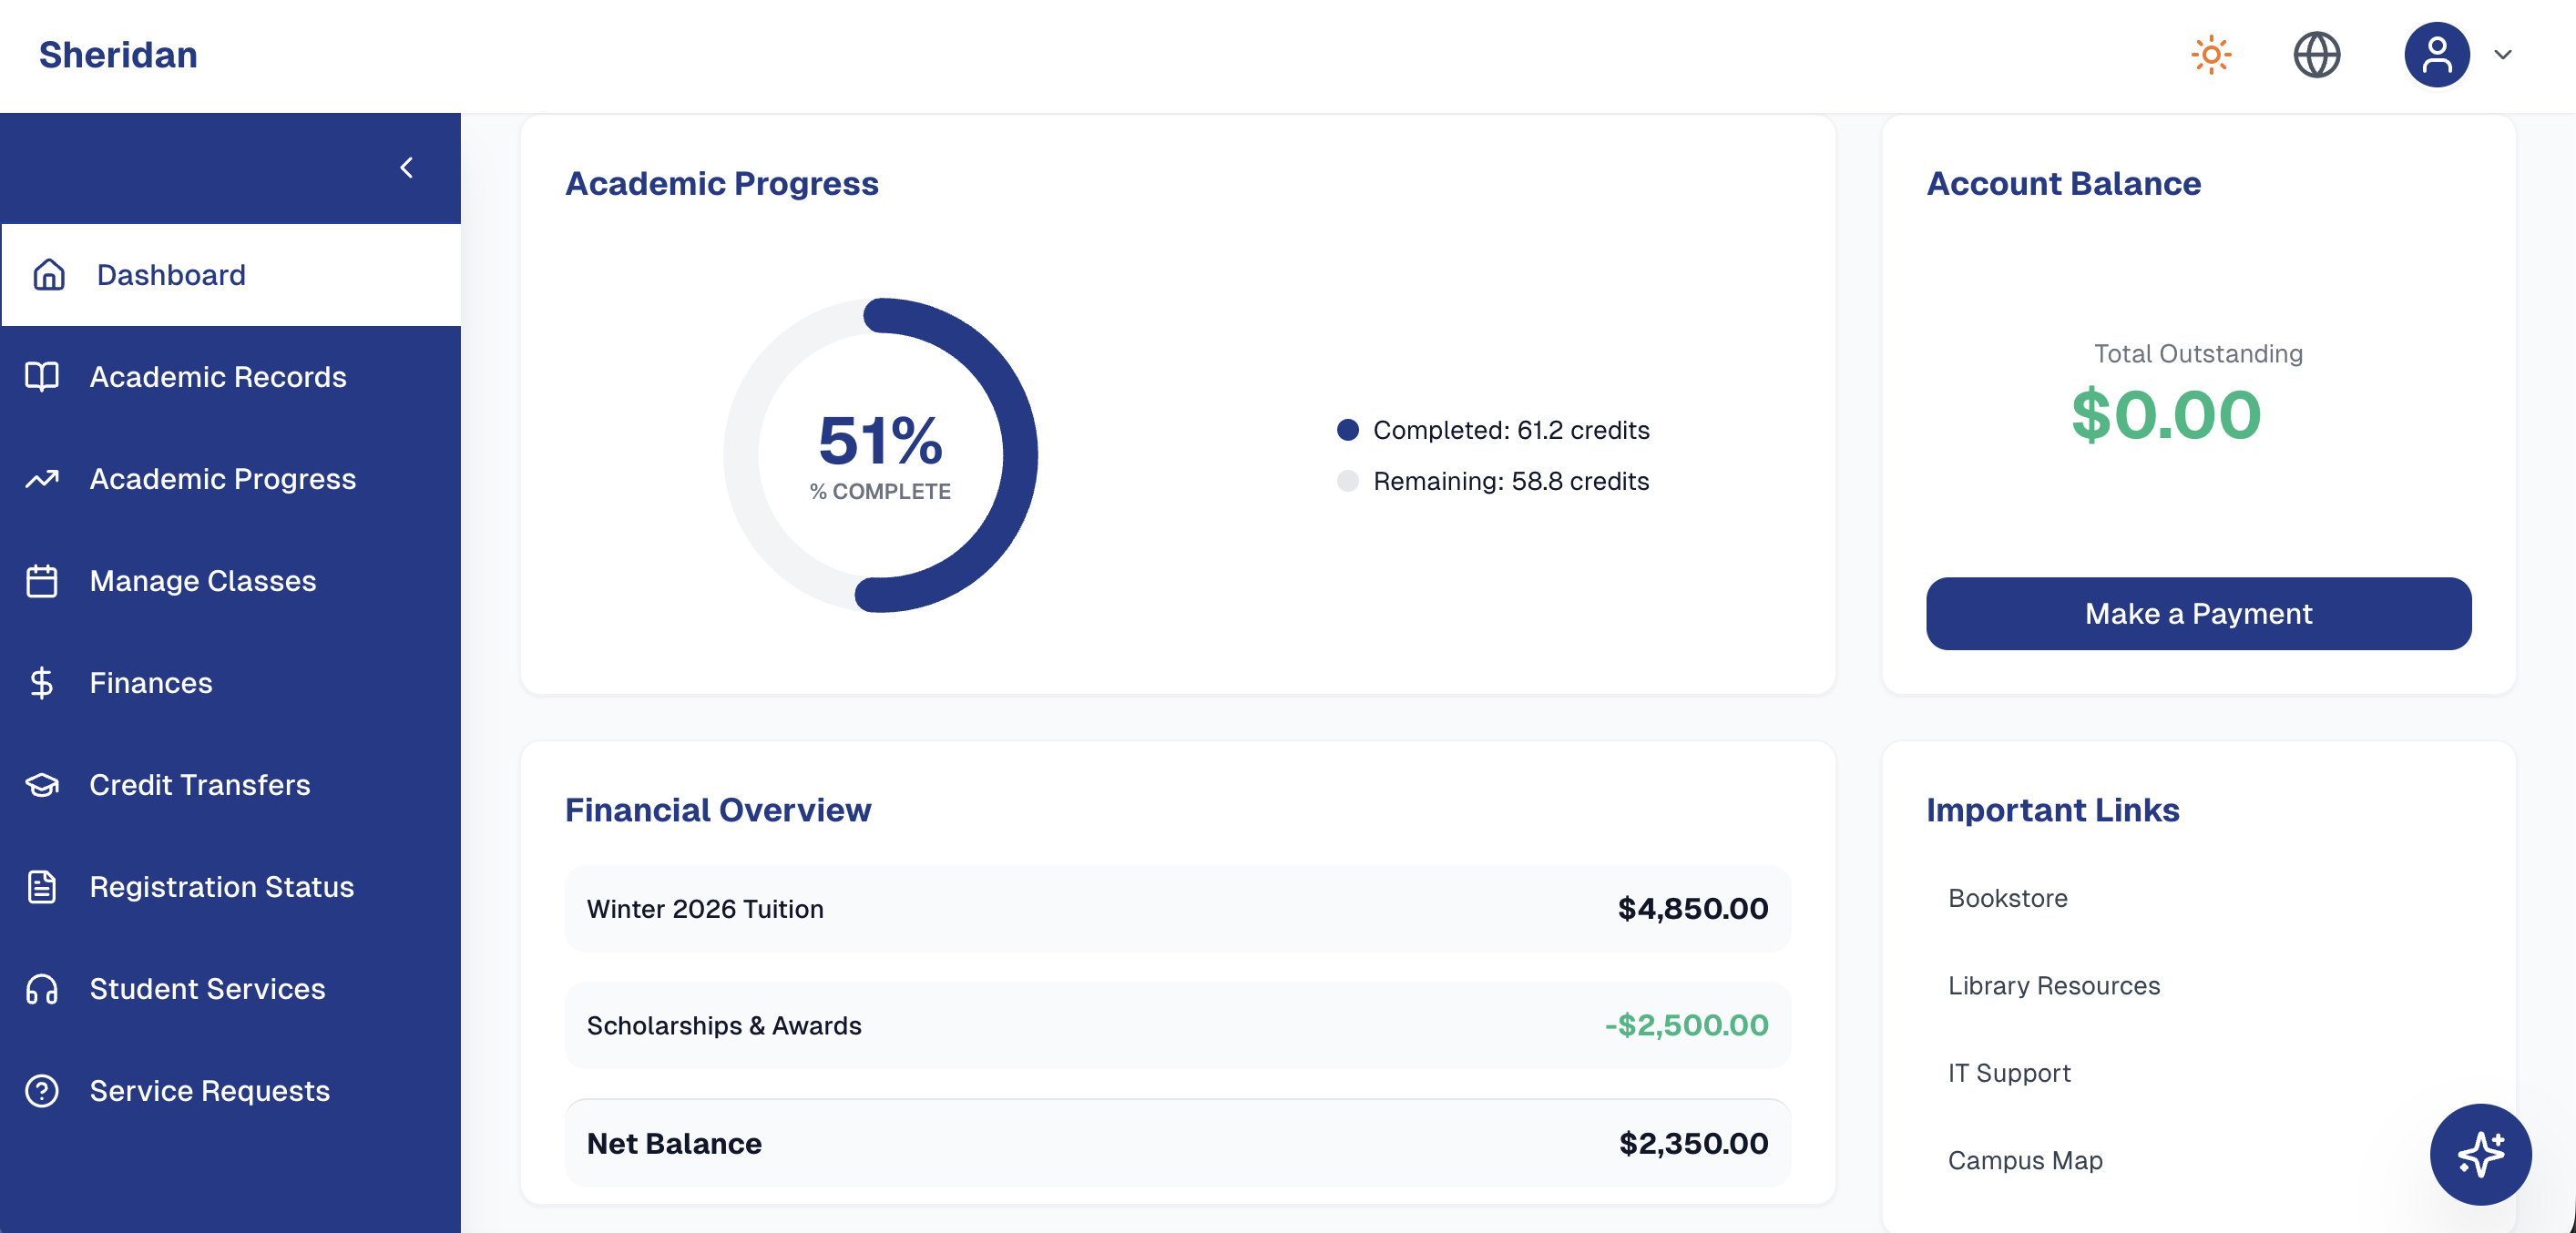 Sheridan
Dashboard
Academic Records
Academic Progress
Manage Classes
Finances
Credit Transfers
Registration Status
Student Services
Service Requests
Academic Progress
51%
% COMPLETE
Completed: 61.2 credits
Remaining: 58.8 credits
Account Balance
Total Outstanding
$0.00
Make a Payment
Financial Overview
Winter 2026 Tuition $4,850.00
Scholarships & Awards -$2,500.00
Net Balance $2,350.00
Important Links
Bookstore
Library Resources
IT Support
Campus Map